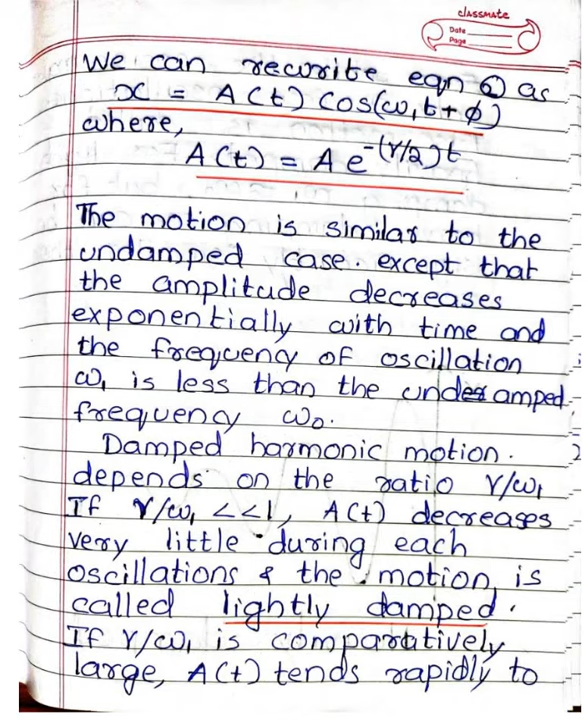 classmate
Date
Page
We can rewrite eqn ② as
x = A(t) cos(ω₁t + φ)
where,
A(t) = A e^-(γ/2)t
The motion is similar to the
undamped case. except that
the amplitude decreases
exponentially with time and
the frequency of oscillation
ω₁ is less than the undamped
frequency ω₀.
Damped harmonic motion.
depends on the ratio γ/ω₁
If γ/ω₁ <<1, A(t) decreases
very little during each
oscillations & the motion is
called lightly damped.
If γ/ω₁ is comparatively
large, A(t) tends rapidly to